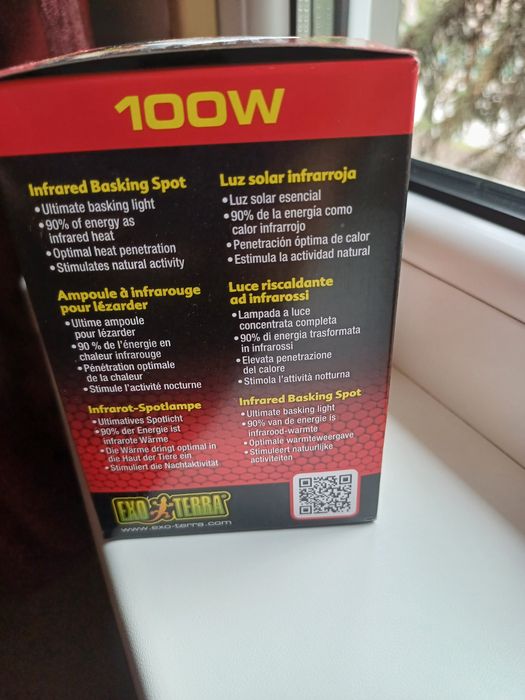 100W
Infrared Basking Spot
•Ultimate basking light
•90% of energy as
infrared heat
•Optimal heat penetration
•Stimulates natural activity
Luz solar infrarroja
•Luz solar esencial
•90% de la energía como
calor infrarrojo
•Penetración óptima de calor
•Estimula la actividad natural
Ampoule à infrarouge
pour lézarder
•Ultime ampoule
pour lézarder
•90 % de l'énergie en
chaleur infrarouge
•Pénétration optimale
de la chaleur
•Stimule l'activité nocturne
Luce riscaldante
ad infrarossi
•Lampada a luce
concentrata completa
•90% di energia trasformata
in infrarossi
•Elevata penetrazione
del calore
•Stimola l'attività notturna
Infrarot-Spotlampe
•Ultimatives Spotlicht
•90% der Energie ist
infrarote Wärme
•Die Wärme dringt optimal in
die Haut der Tiere ein
•Stimuliert die Nachtaktivität
Infrared Basking Spot
•Ultimate basking light
•90% van de energie is
infrarood-warmte
•Optimale warmteweergave
•Stimuleert natuurlijke
activiteiten
EXO TERRA
www.exo-terra.com